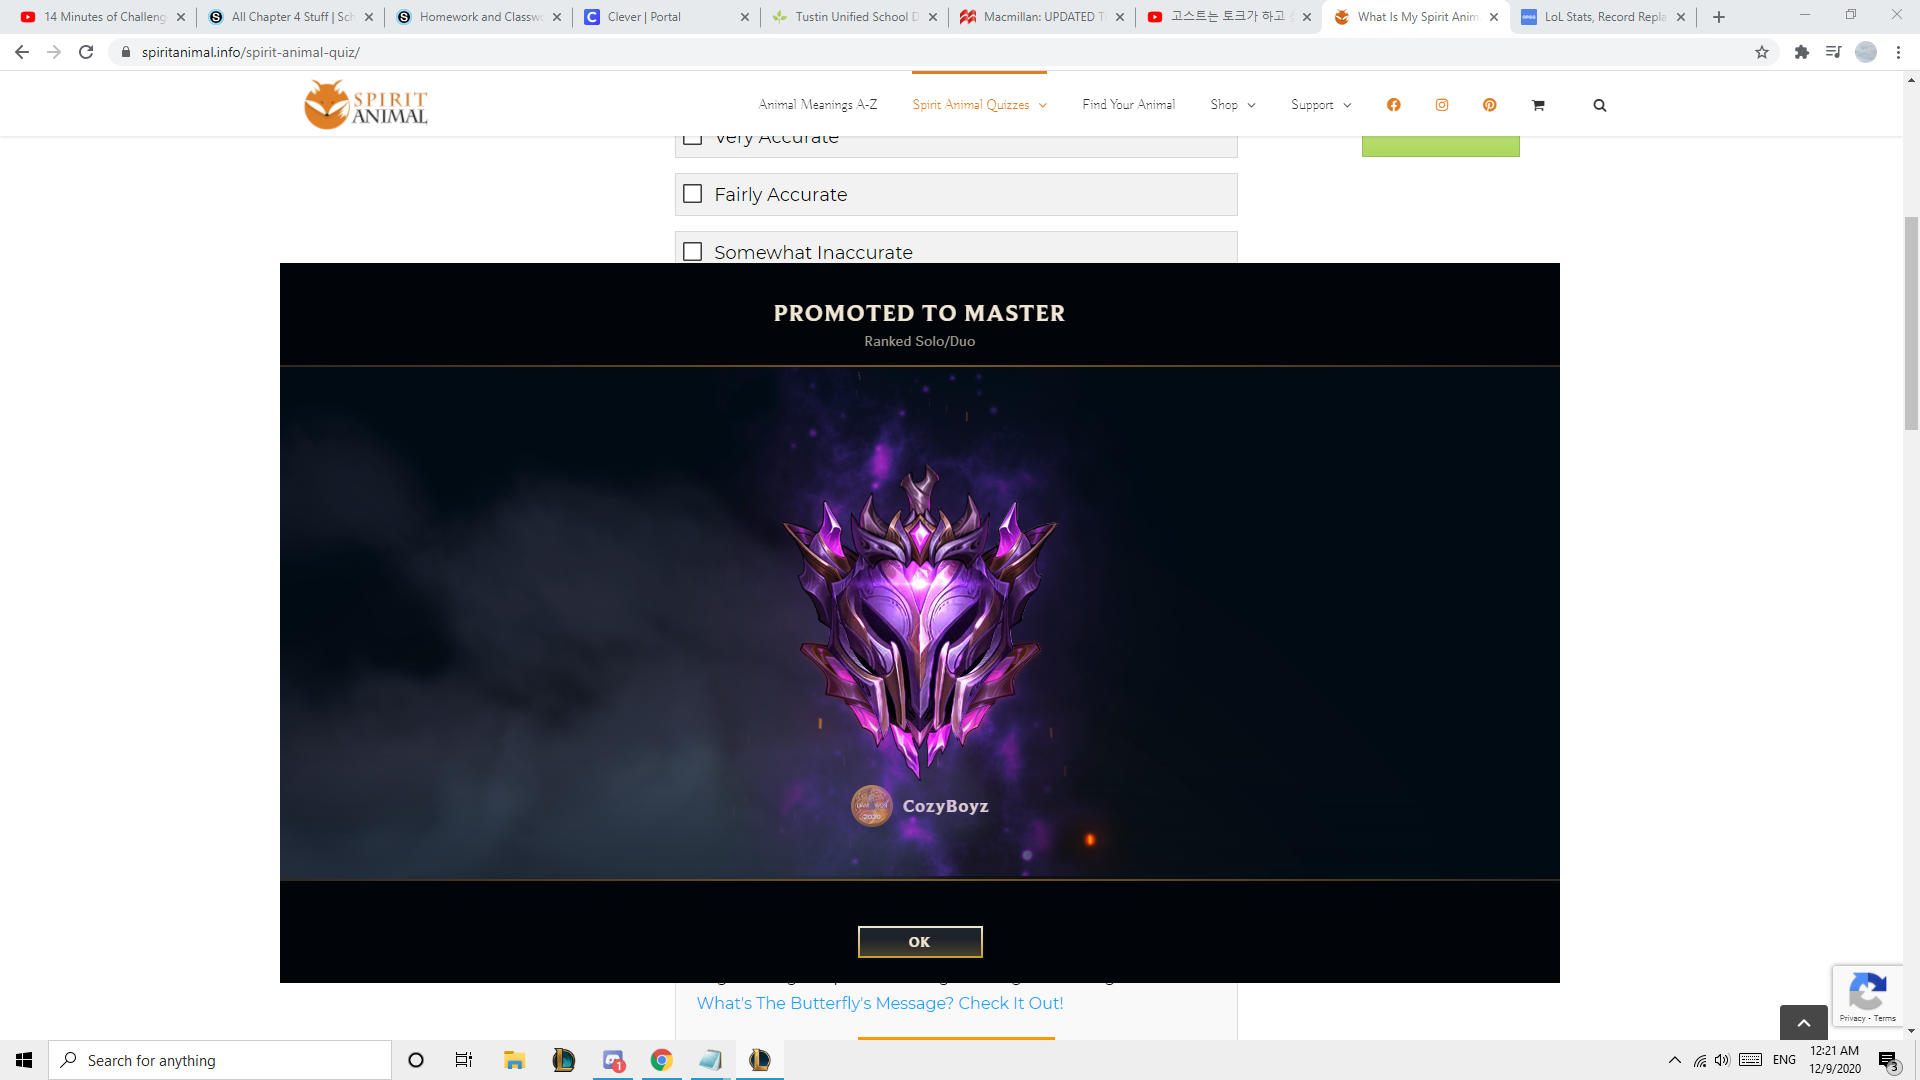 14 Minutes of Challeng
All Chapter 4 Stuff | Sch
Homework and Classwo
Clever | Portal
Tustin Unified School D
Macmillan: UPDATED T
고스트는 토크가 하고
What Is My Spirit Anim
LoL Stats, Record Repla
spiritanimal.info/spirit-animal-quiz/
SPIRIT
ANIMAL
Animal Meanings A-Z
Spirit Animal Quizzes
Find Your Animal
Shop
Support
Very Accurate
Fairly Accurate
Somewhat Inaccurate
PROMOTED TO MASTER
Ranked Solo/Duo
CozyBoyz
OK
What's The Butterfly's Message? Check It Out!
Privacy - Terms
Search for anything
1
ENG
12:21 AM
12/9/2020
3